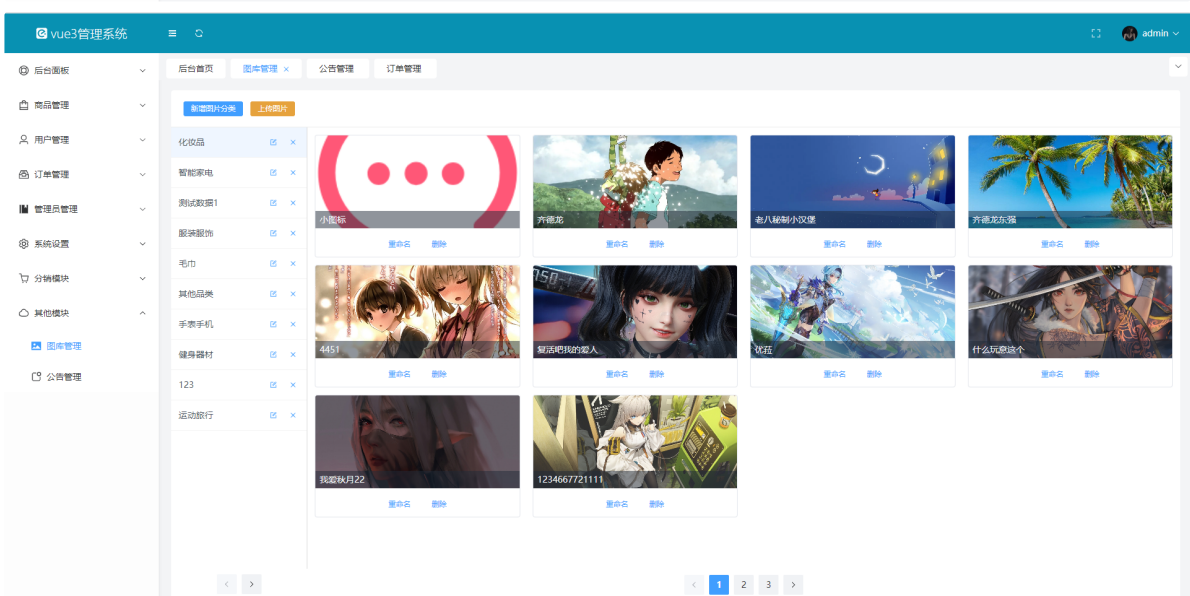 vue3管理系统
admin
后台面板
商品管理
用户管理
订单管理
管理员管理
系统设置
分销模块
其他模块
图库管理
公告管理
后台首页 图库管理 × 公告管理 订单管理
新增图片分类 上传图片
化妆品
智能家电
测试数据1
服装服饰
毛巾
其他品类
手表手机
健身器材
123
运动旅行
小图标
重命名 删除
齐德龙
重命名 删除
老八秘制小汉堡
重命名 删除
齐德龙东强
重命名 删除
4451
重命名 删除
复活吧我的爱人
重命名 删除
优菈
重命名 删除
什么玩意这个
重命名 删除
我爱秋月22
重命名 删除
1234667721111
重命名 删除
< >
< 1 2 3 >